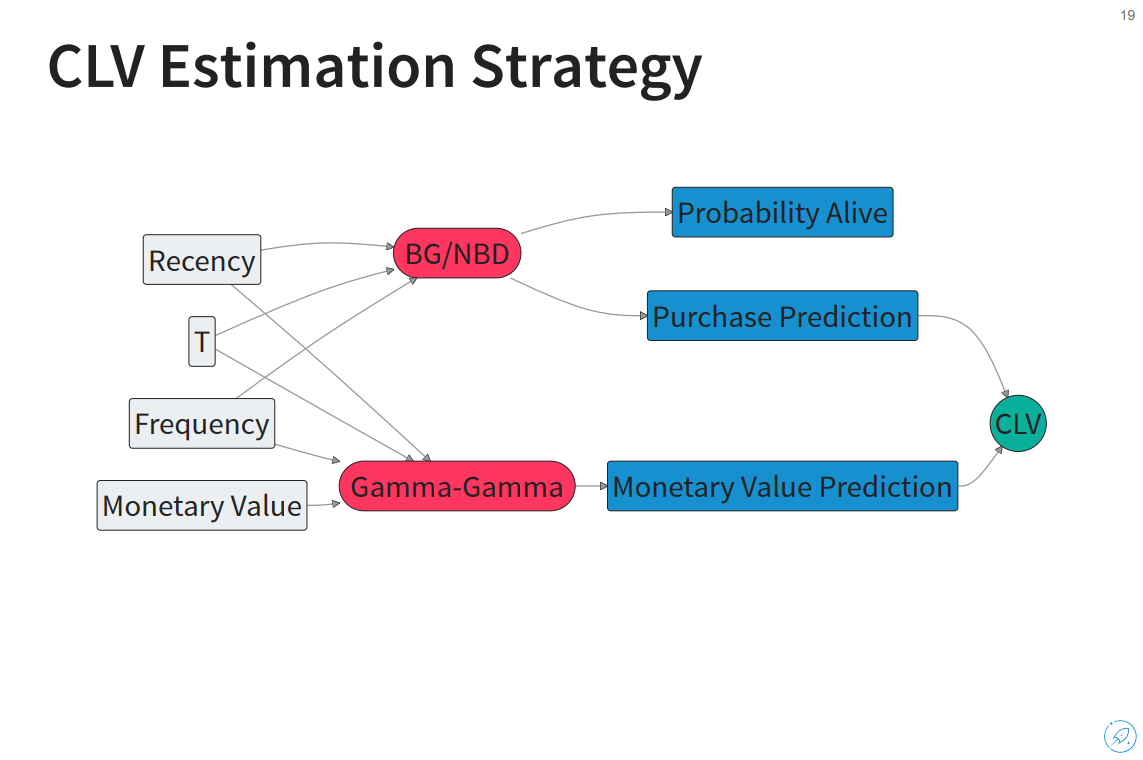 19
CLV Estimation Strategy
Recency
T
Frequency
Monetary Value
BG/NBD
Gamma-Gamma
Probability Alive
Purchase Prediction
Monetary Value Prediction
CLV